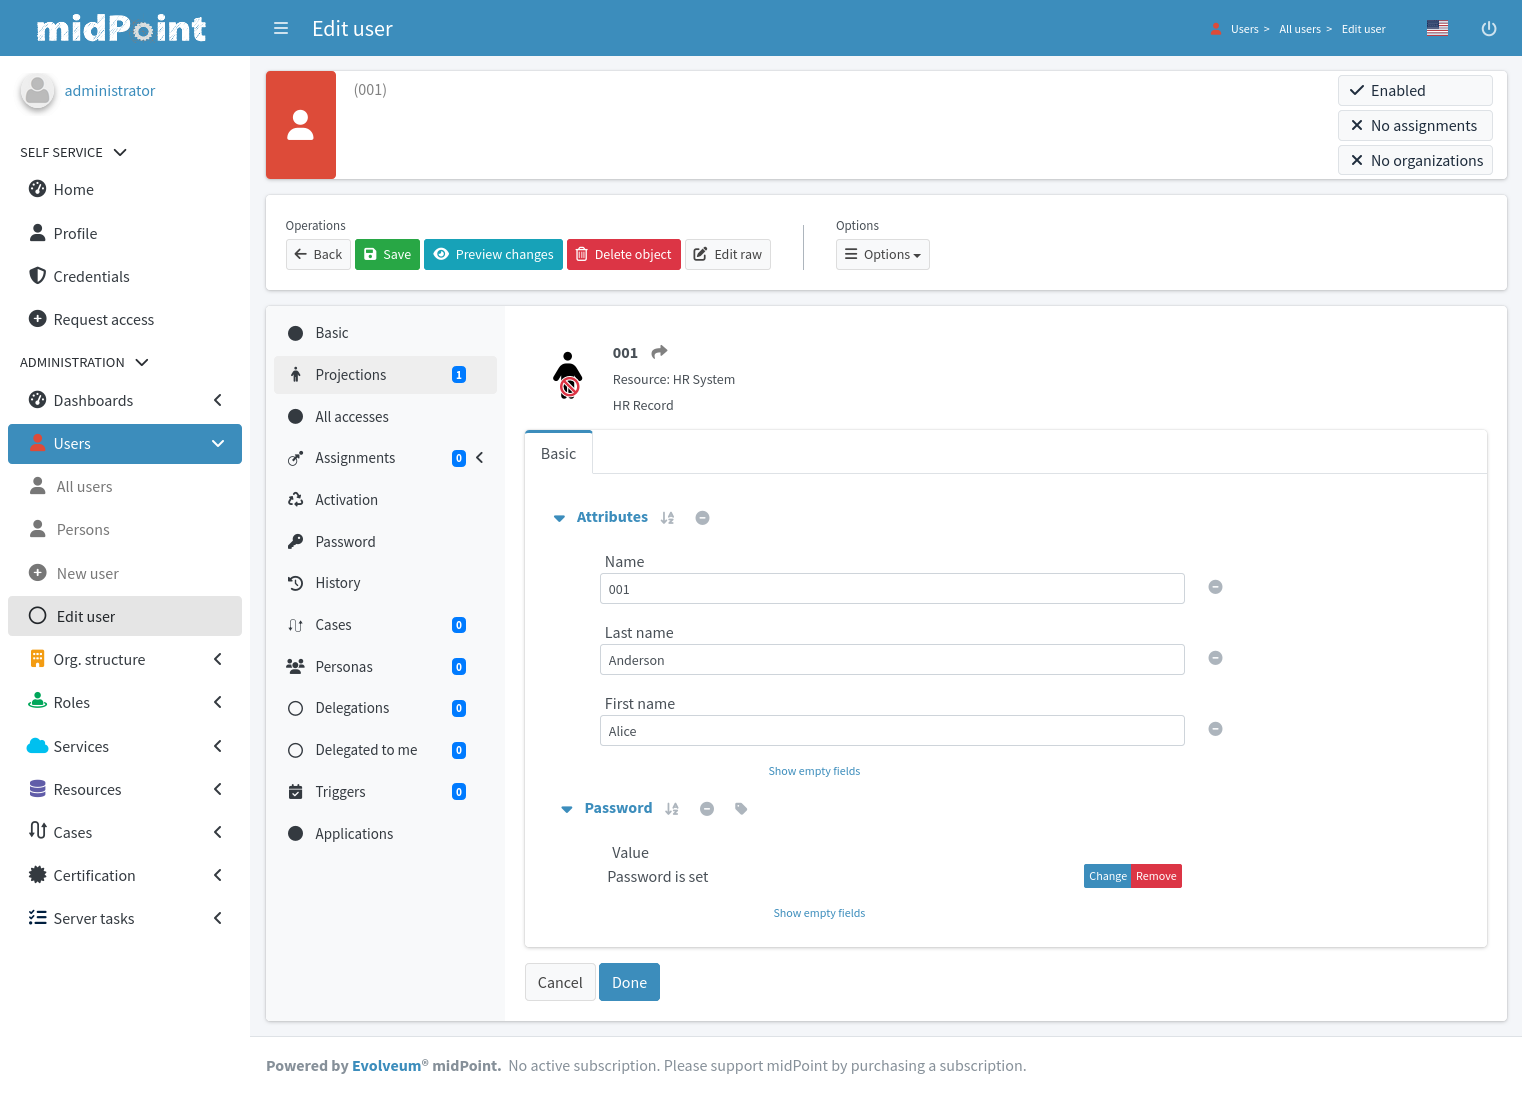 midPoint
Edit user
Users > All users > Edit user
administrator
SELF SERVICE
Home
Profile
Credentials
Request access
ADMINISTRATION
Dashboards
Users
All users
Persons
New user
Edit user
Org. structure
Roles
Services
Resources
Cases
Certification
Server tasks
(001)
Enabled
No assignments
No organizations
Operations
Back Save Preview changes Delete object Edit raw
Options
Options
Basic
Projections 1
All accesses
Assignments 0
Activation
Password
History
Cases 0
Personas 0
Delegations 0
Delegated to me 0
Triggers 0
Applications
001
Resource: HR System
HR Record
Basic
Attributes
Name
001
Last name
Anderson
First name
Alice
Show empty fields
Password
Value
Password is set
Change Remove
Show empty fields
Cancel Done
Powered by Evolveum® midPoint. No active subscription. Please support midPoint by purchasing a subscription.